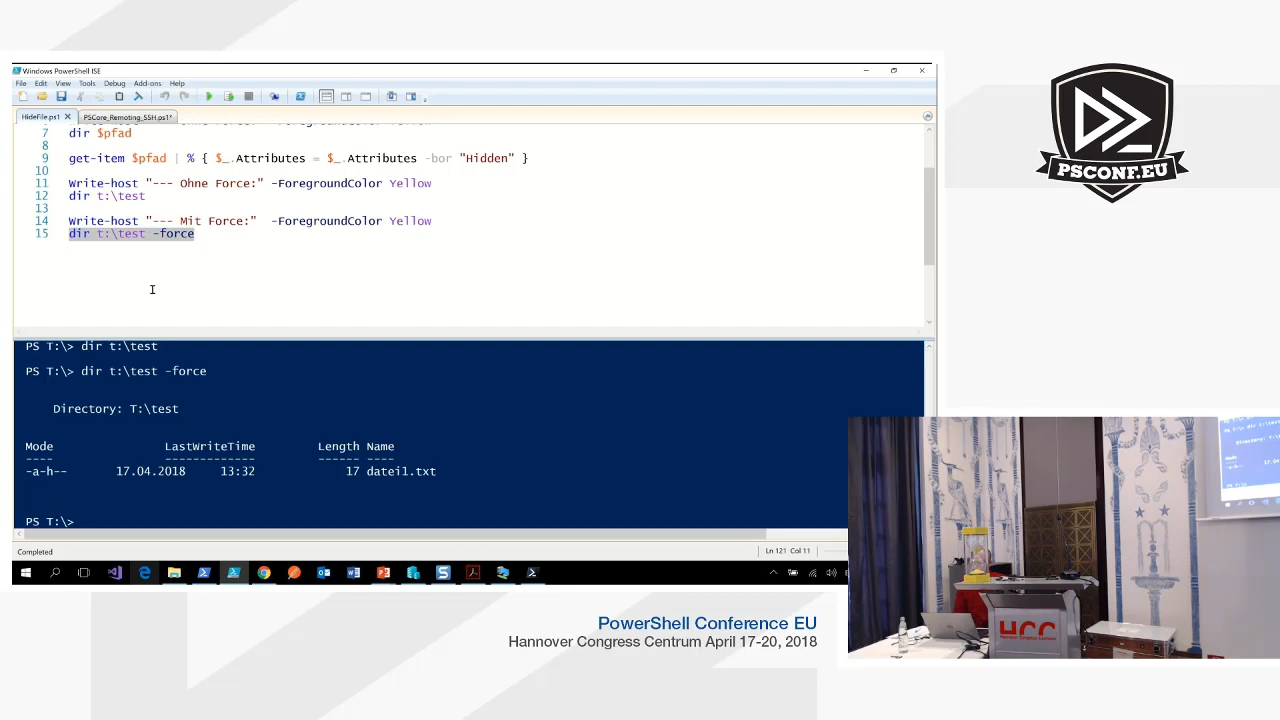 Windows PowerShell ISE
File Edit View Tools Debug Add-ons Help
HideFile.ps1 PSCore_Remoting_SSH.ps1*
7 dir $pfad
8
9 get-item $pfad | % { $_.Attributes = $_.Attributes -bor "Hidden" }
10
11 Write-host "--- Ohne Force:" -ForegroundColor Yellow
12 dir t:\test
13
14 Write-host "--- Mit Force:" -ForegroundColor Yellow
15 dir t:\test -force
PS T:\> dir t:\test
PS T:\> dir t:\test -force
Directory: T:\test
Mode LastWriteTime Length Name
---- ------------- ------ ----
-a-h-- 17.04.2018 13:32 17 datei1.txt
PS T:\>
Completed Ln 121 Col 11
PSCONF.EU
PowerShell Conference EU
Hannover Congress Centrum April 17-20, 2018
HCC
Hannover Congress Centrum